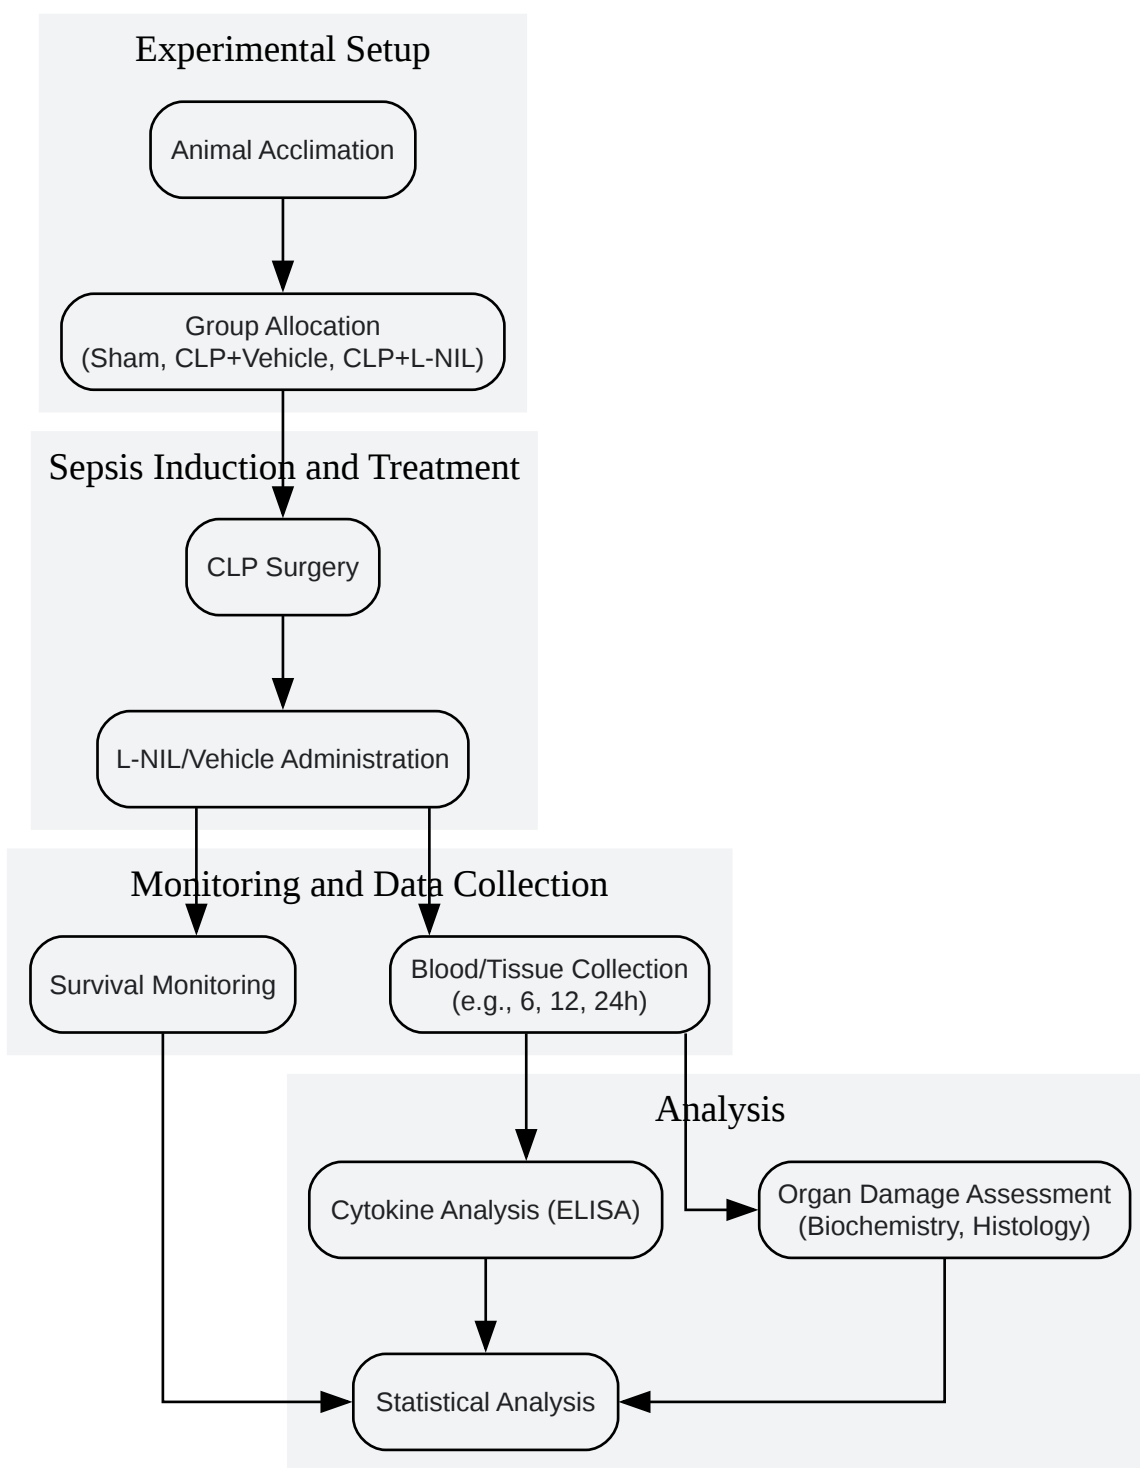 Experimental Setup
Animal Acclimation
Group Allocation
(Sham, CLP+Vehicle, CLP+L-NIL)
Sepsis Induction and Treatment
CLP Surgery
L-NIL/Vehicle Administration
Monitoring and Data Collection
Survival Monitoring
Blood/Tissue Collection
(e.g., 6, 12, 24h)
Analysis
Cytokine Analysis (ELISA)
Organ Damage Assessment
(Biochemistry, Histology)
Statistical Analysis